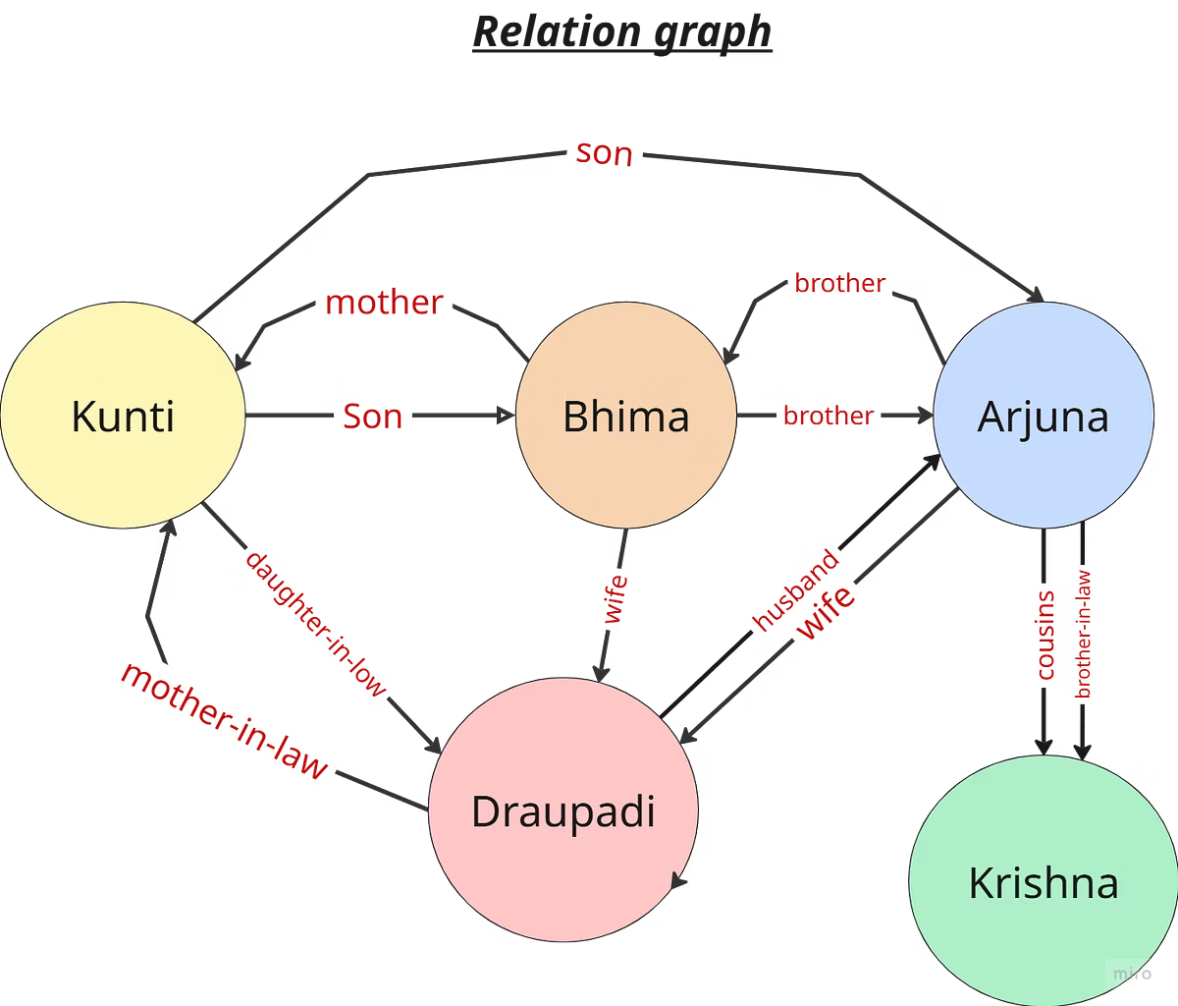 Relation graph
son
brother
mother
Kunti
Son
Bhima
brother
Arjuna
daughter-in-low
wife
husband
wife
cousins
brother-in-law
mother-in-law
Draupadi
Krishna
miro